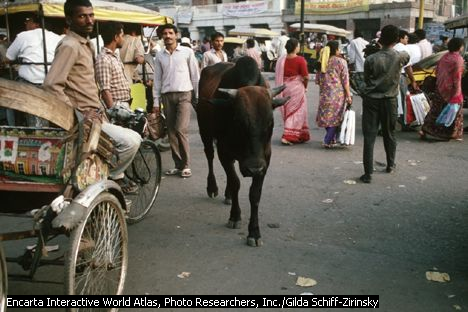 Encarta Interactive World Atlas, Photo Researchers, Inc./Gilda Schiff-Zirinsky